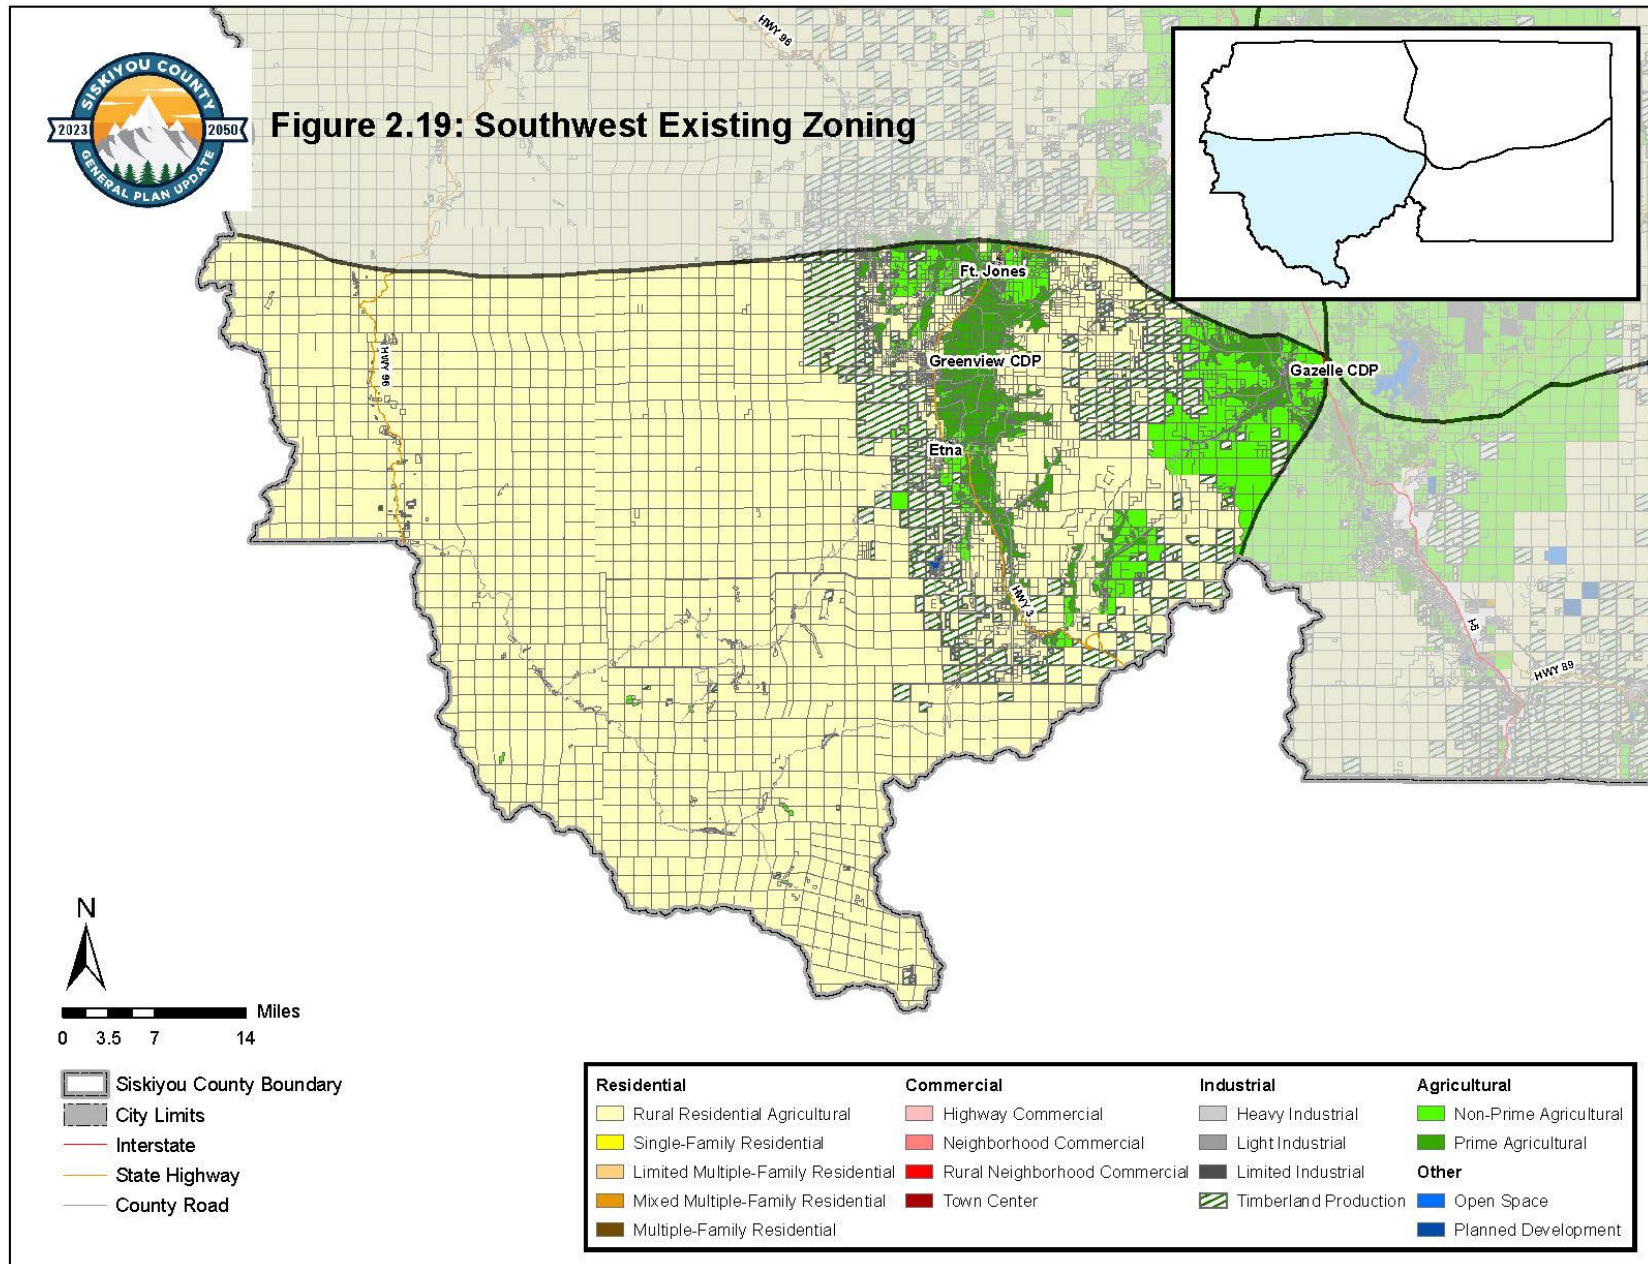 SISKIYOU COUNTY
2023 2050
GENERAL PLAN UPDATE
Figure 2.19: Southwest Existing Zoning
HWY 96
Ft. Jones
HWY 96
Greenview CDP
Gazelle CDP
Etna
HWY 3
E
I-5
HWY 89
N
Miles
0 3.5 7 14
Siskiyou County Boundary
City Limits
Interstate
State Highway
County Road
Residential
Rural Residential Agricultural
Single-Family Residential
Limited Multiple-Family Residential
Mixed Multiple-Family Residential
Multiple-Family Residential
Commercial
Highway Commercial
Neighborhood Commercial
Rural Neighborhood Commercial
Town Center
Industrial
Heavy Industrial
Light Industrial
Limited Industrial
Timberland Production
Agricultural
Non-Prime Agricultural
Prime Agricultural
Other
Open Space
Planned Development